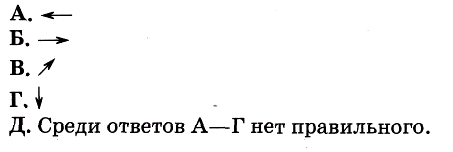 А. ←
Б. →
В. ↗
Г. ↓
Д. Среди ответов А—Г нет правильного.